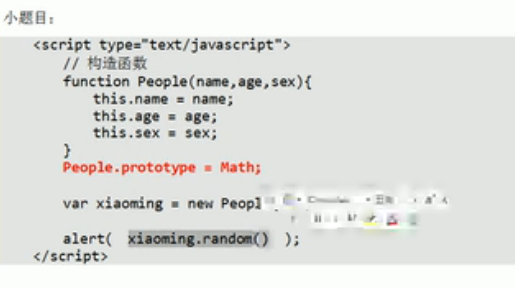 小题目：
<script type="text/javascript">
// 构造函数
function People(name,age,sex){
this.name = name;
this.age = age;
this.sex = sex;
}
People.prototype = Math;
var xiaoming = new Peopl
alert( xiaoming.random() );
</script>